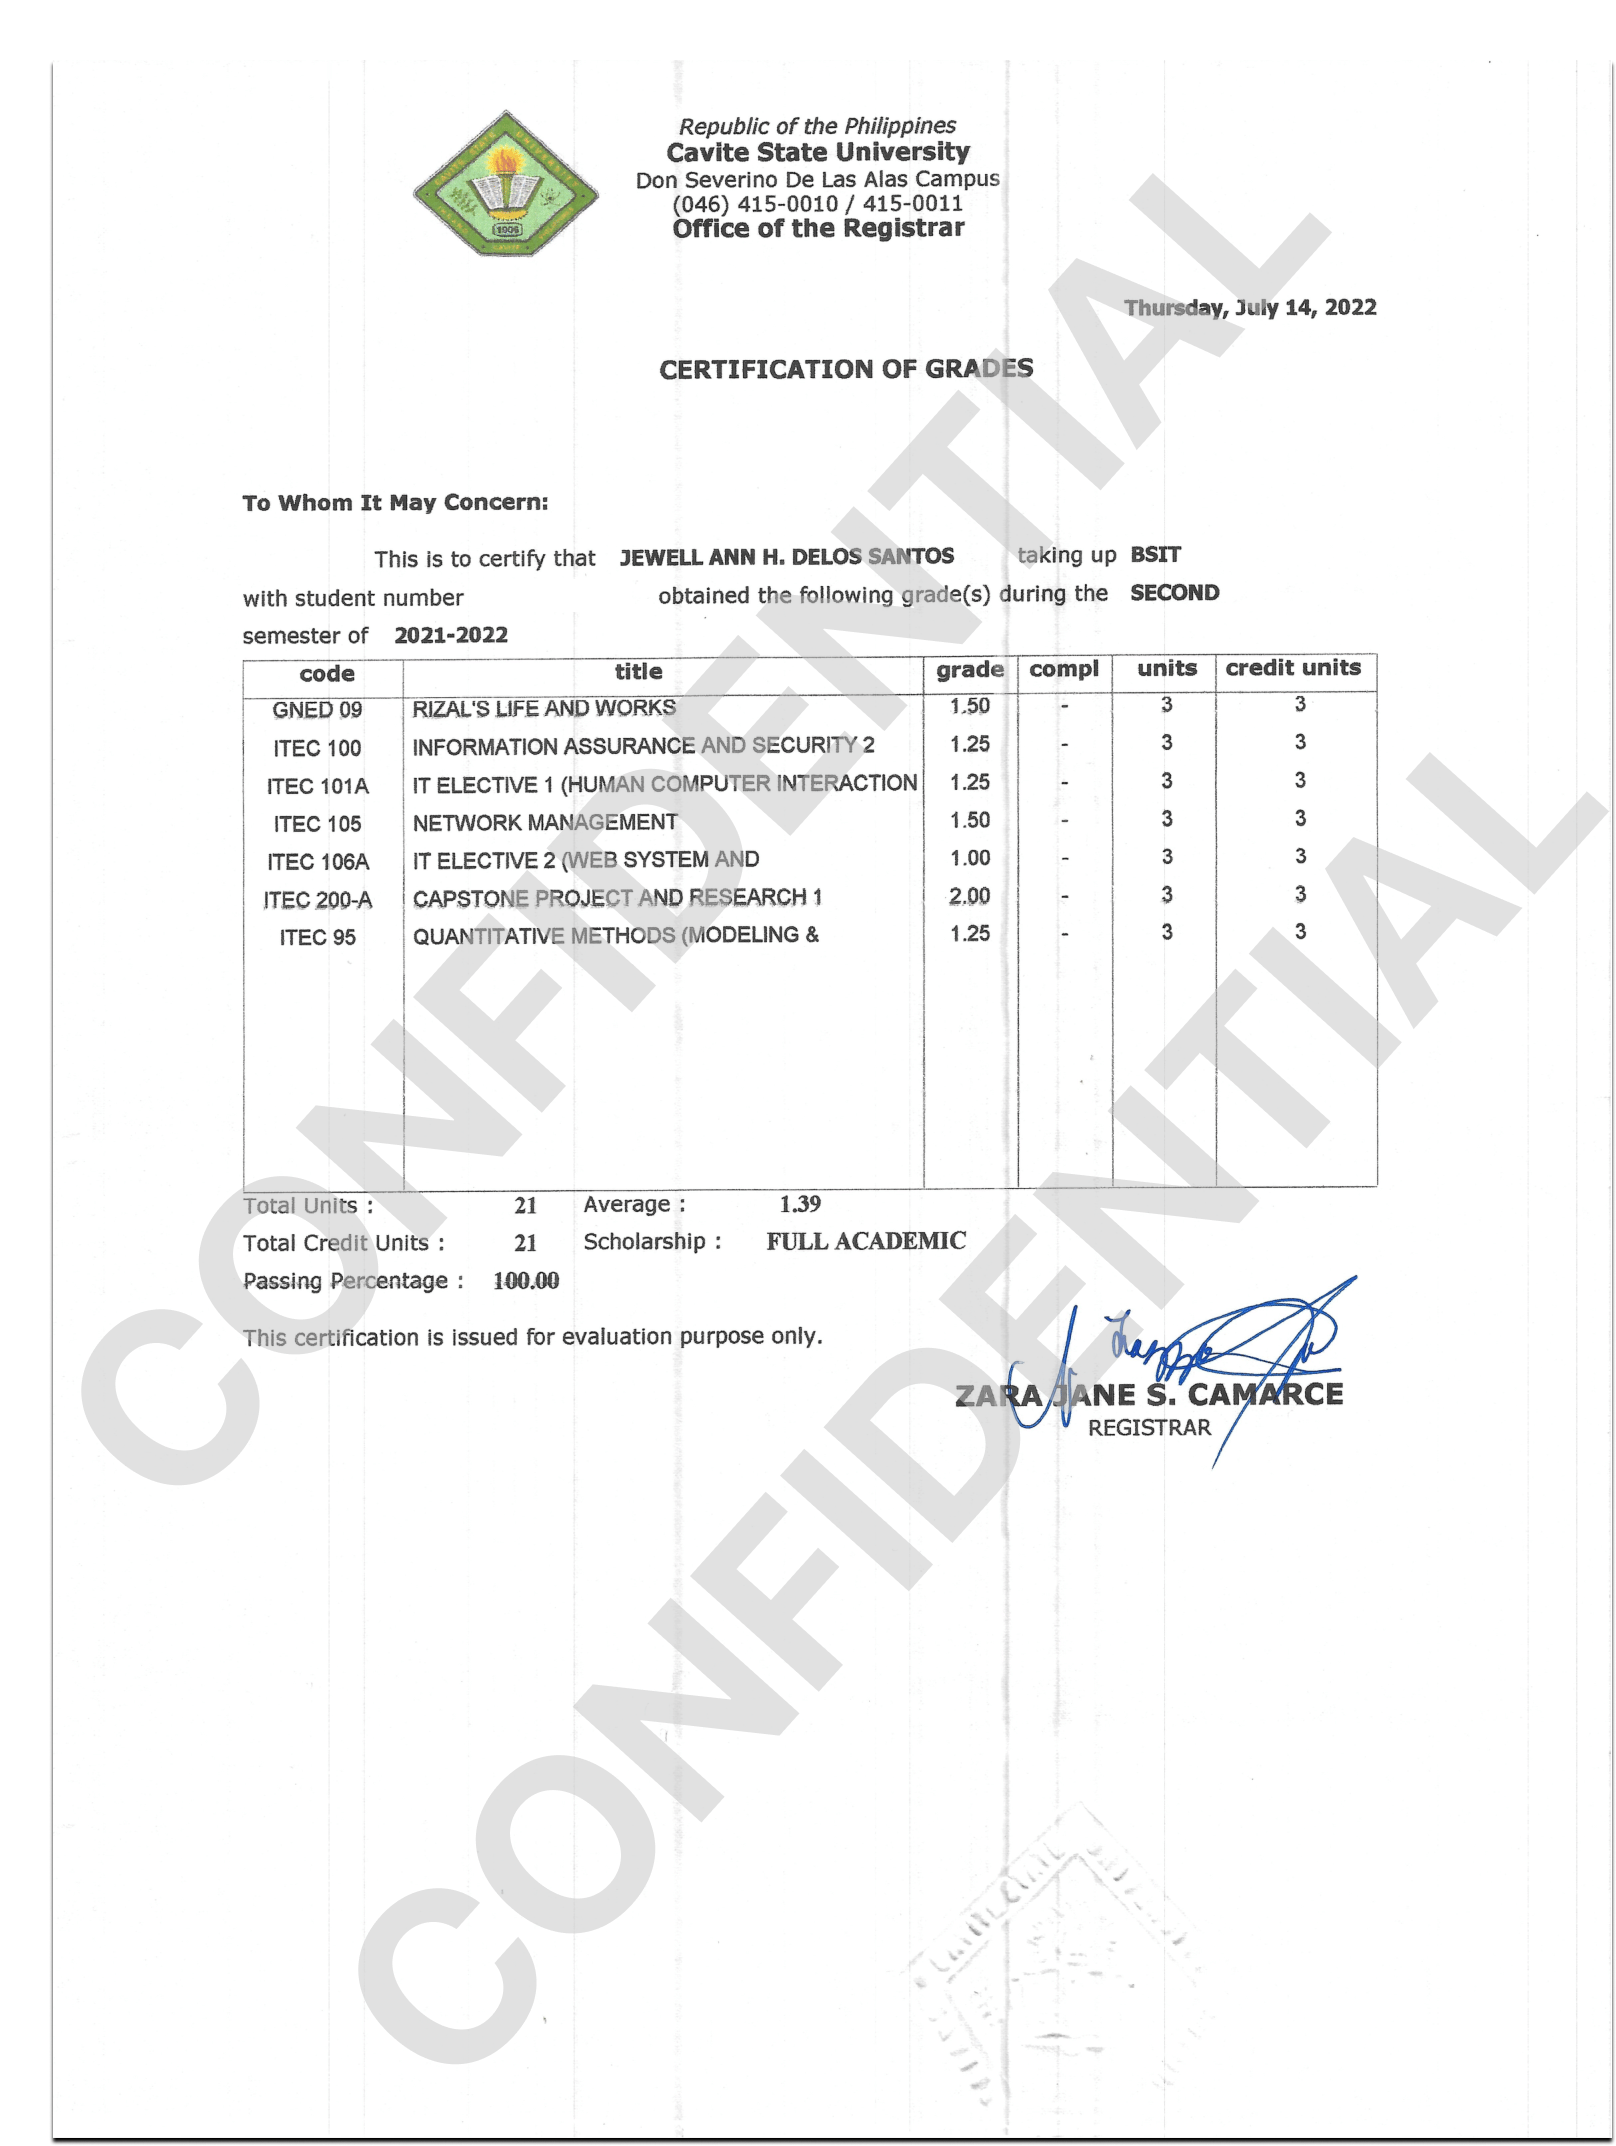 Republic of the Philippines
Cavite State University
Don Severino De Las Alas Campus
(046) 415-0010 / 415-0011
Office of the Registrar
1906
Thursday, July 14, 2022
CERTIFICATION OF GRADES
To Whom It May Concern:
This is to certify that JEWELL ANN H. DELOS SANTOS taking up BSIT
with student number obtained the following grade(s) during the SECOND
semester of 2021-2022
code title grade compl units credit units
GNED 09 RIZAL'S LIFE AND WORKS 1.50 - 3 3
ITEC 100 INFORMATION ASSURANCE AND SECURITY 2 1.25 - 3 3
ITEC 101A IT ELECTIVE 1 (HUMAN COMPUTER INTERACTION 1.25 - 3 3
ITEC 105 NETWORK MANAGEMENT 1.50 - 3 3
ITEC 106A IT ELECTIVE 2 (WEB SYSTEM AND 1.00 - 3 3
ITEC 200-A CAPSTONE PROJECT AND RESEARCH 1 2.00 - 3 3
ITEC 95 QUANTITATIVE METHODS (MODELING & 1.25 - 3 3
Total Units : 21 Average : 1.39
Total Credit Units : 21 Scholarship : FULL ACADEMIC
Passing Percentage : 100.00
This certification is issued for evaluation purpose only.
ZARA JANE S. CAMARCE
REGISTRAR
CONFIDENTIAL
CONFIDENTIAL